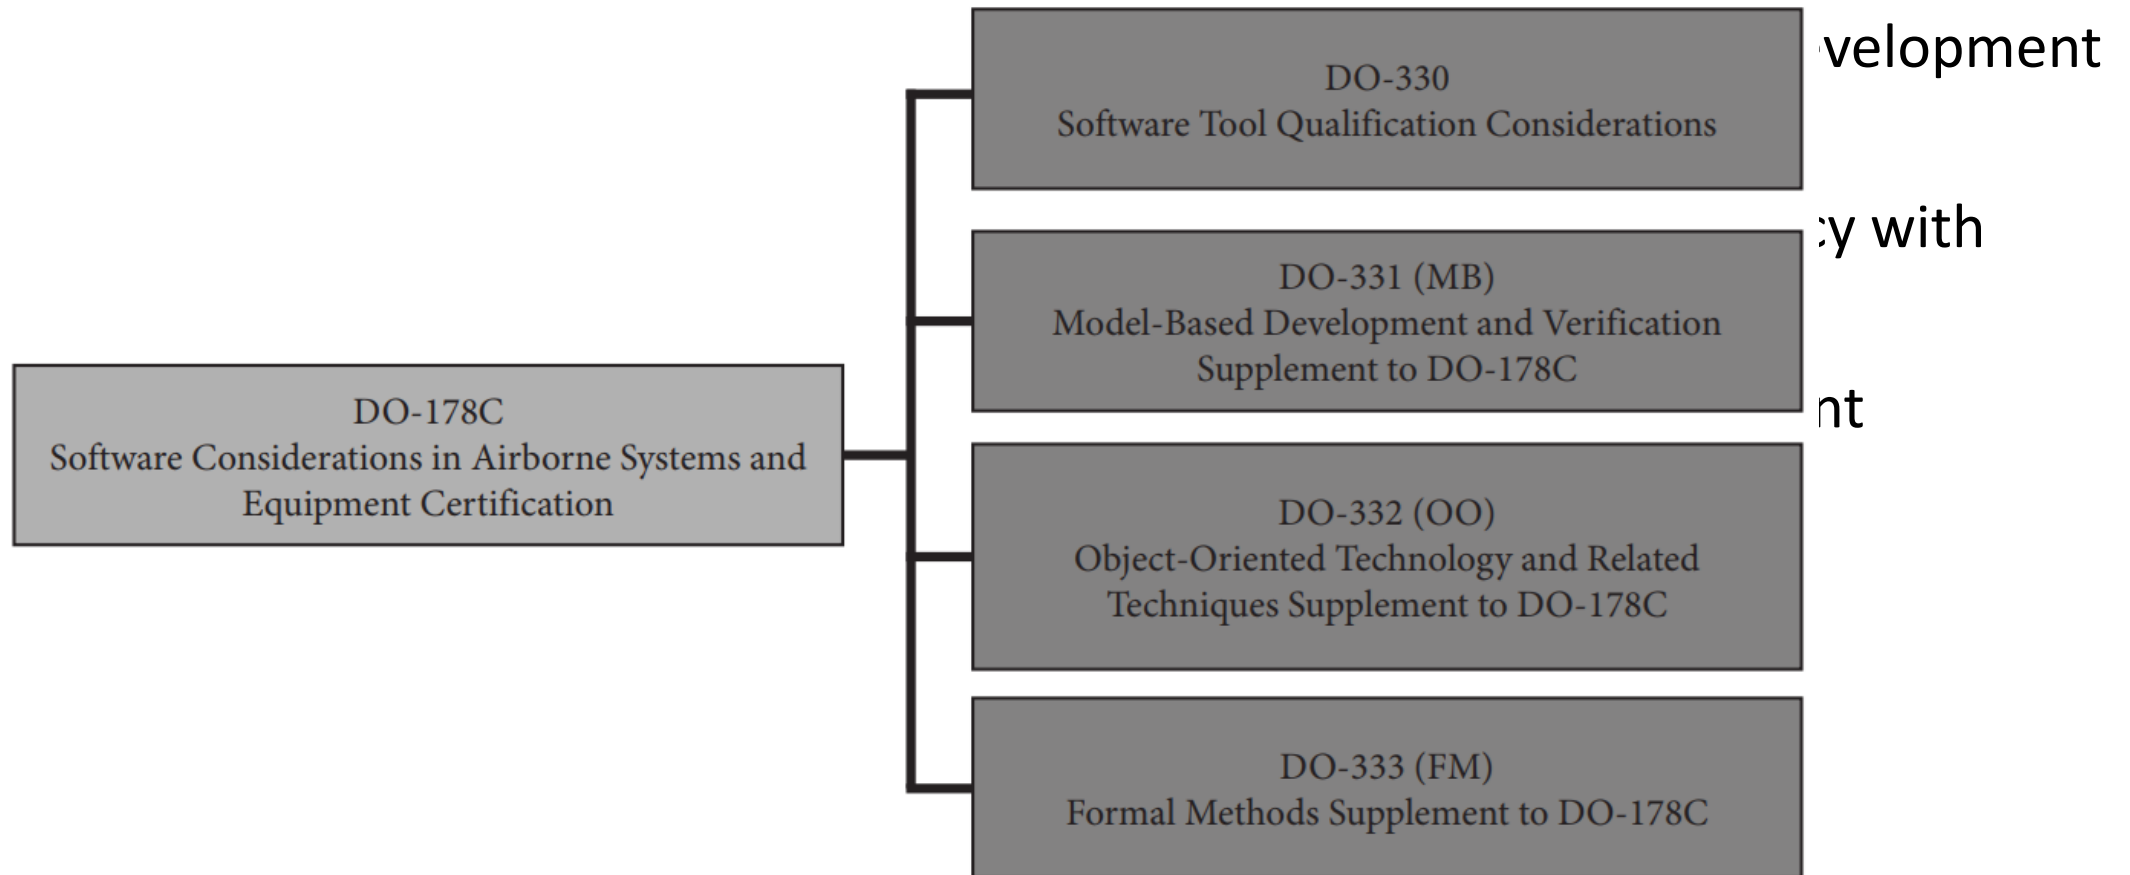 DO-178C
Software Considerations in Airborne Systems and
Equipment Certification
DO-330
Software Tool Qualification Considerations
DO-331 (MB)
Model-Based Development and Verification
Supplement to DO-178C
DO-332 (OO)
Object-Oriented Technology and Related
Techniques Supplement to DO-178C
DO-333 (FM)
Formal Methods Supplement to DO-178C
velopment
y with
nt